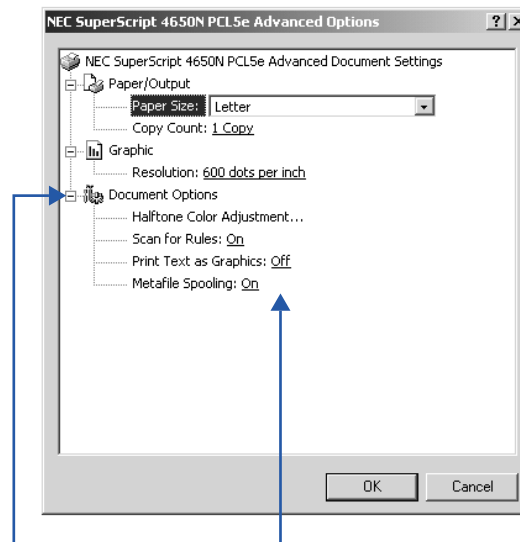 NEC SuperScript 4650N PCL5e Advanced Options
NEC SuperScript 4650N PCL5e Advanced Document Settings
Paper/Output
Paper Size: Letter
Copy Count: 1 Copy
Graphic
Resolution: 600 dots per inch
Document Options
Halftone Color Adjustment...
Scan for Rules: On
Print Text as Graphics: Off
Metafile Spooling: On
OK Cancel